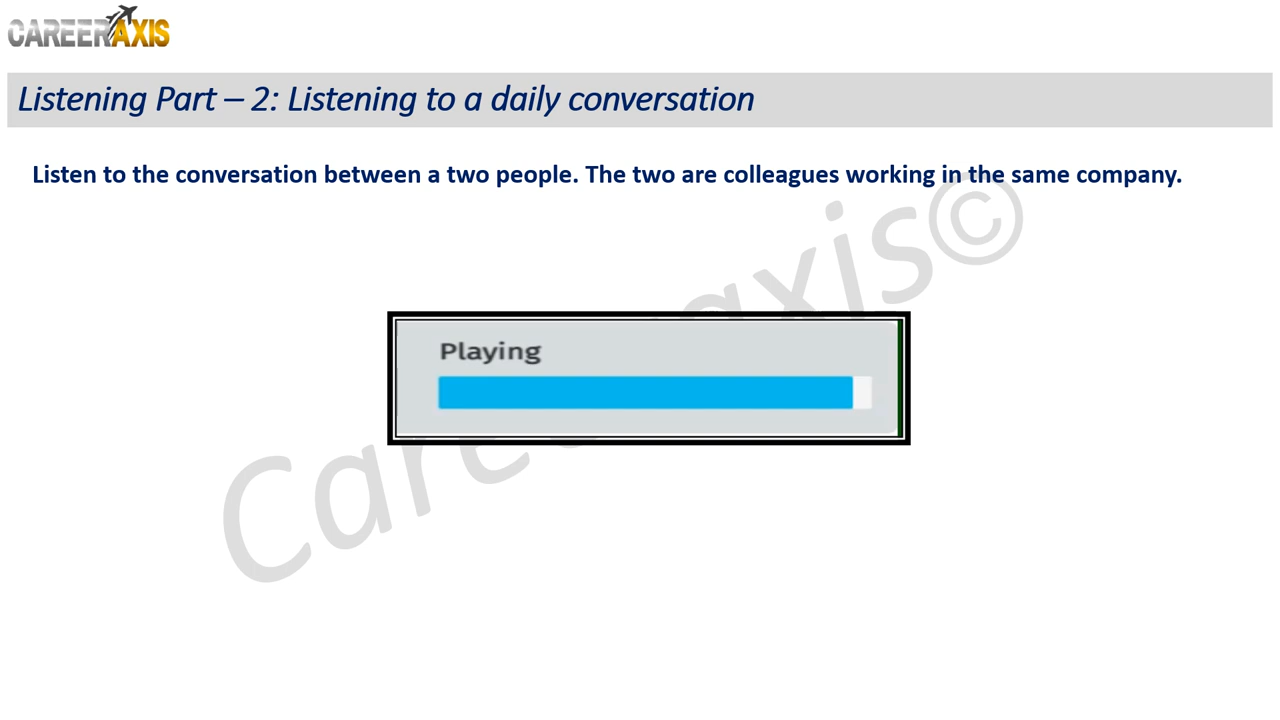 CAREERAXIS
Listening Part – 2: Listening to a daily conversation
Listen to the conversation between a two people. The two are colleagues working in the same company.
Careeraxis©
Playing